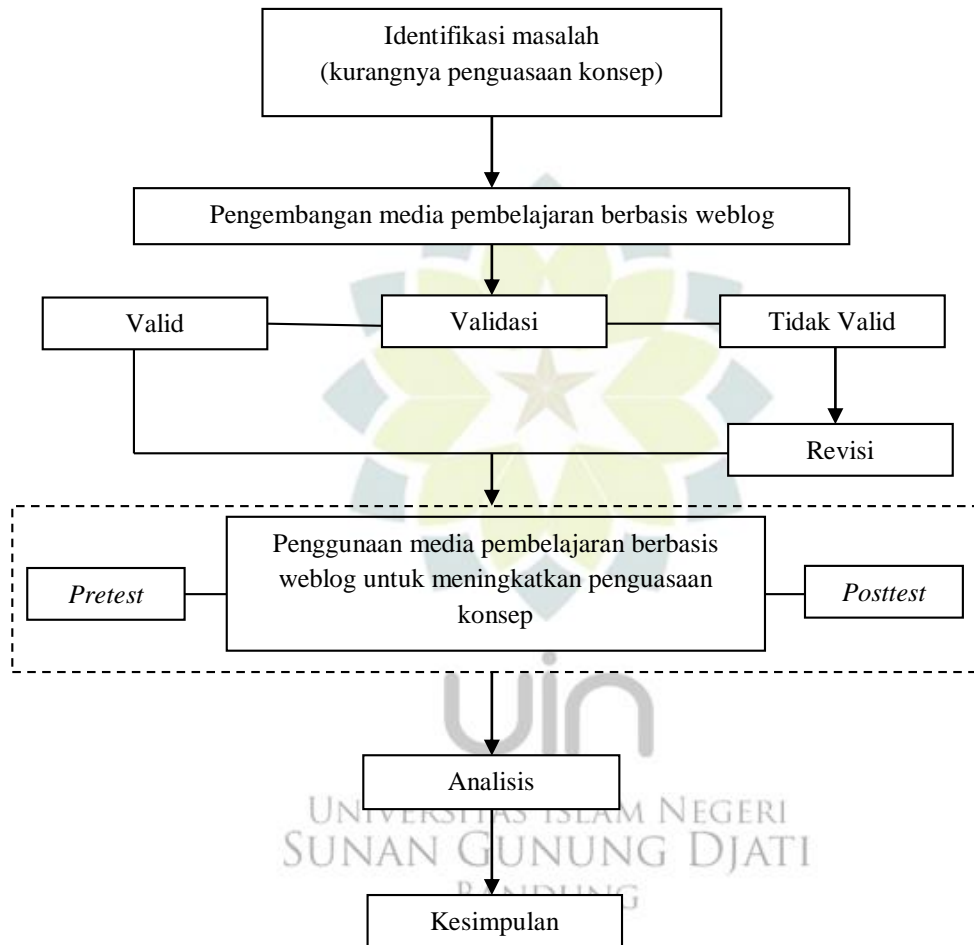 Identifikasi masalah
(kurangnya penguasaan konsep)
Pengembangan media pembelajaran berbasis weblog
Valid
Validasi
Tidak Valid
Revisi
Pretest
Penggunaan media pembelajaran berbasis
weblog untuk meningkatkan penguasaan
konsep
Posttest
uin
Analisis
UNIVERSITAS ISLAM NEGERI
SUNAN GUNUNG DJATI
BANDUNG
Kesimpulan